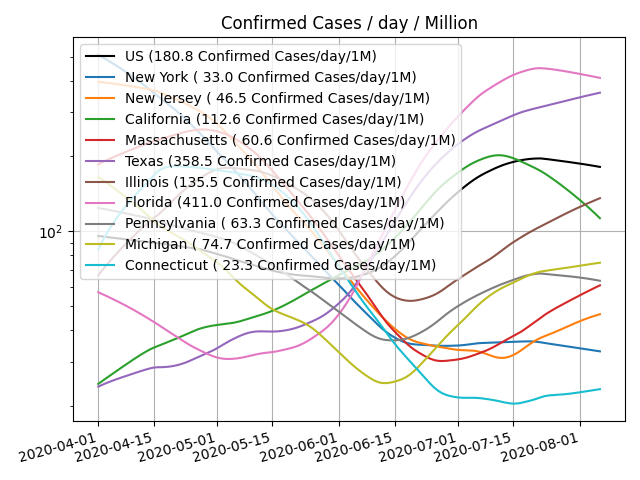 Confirmed Cases / day / Million
US (180.8 Confirmed Cases/day/1M)
New York ( 33.0 Confirmed Cases/day/1M)
New Jersey ( 46.5 Confirmed Cases/day/1M)
California (112.6 Confirmed Cases/day/1M)
Massachusetts ( 60.6 Confirmed Cases/day/1M)
Texas (358.5 Confirmed Cases/day/1M)
Illinois (135.5 Confirmed Cases/day/1M)
Florida (411.0 Confirmed Cases/day/1M)
Pennsylvania ( 63.3 Confirmed Cases/day/1M)
Michigan ( 74.7 Confirmed Cases/day/1M)
Connecticut ( 23.3 Confirmed Cases/day/1M)
10²
2020-04-01
2020-04-15
2020-05-01
2020-05-15
2020-06-01
2020-06-15
2020-07-01
2020-07-15
2020-08-01